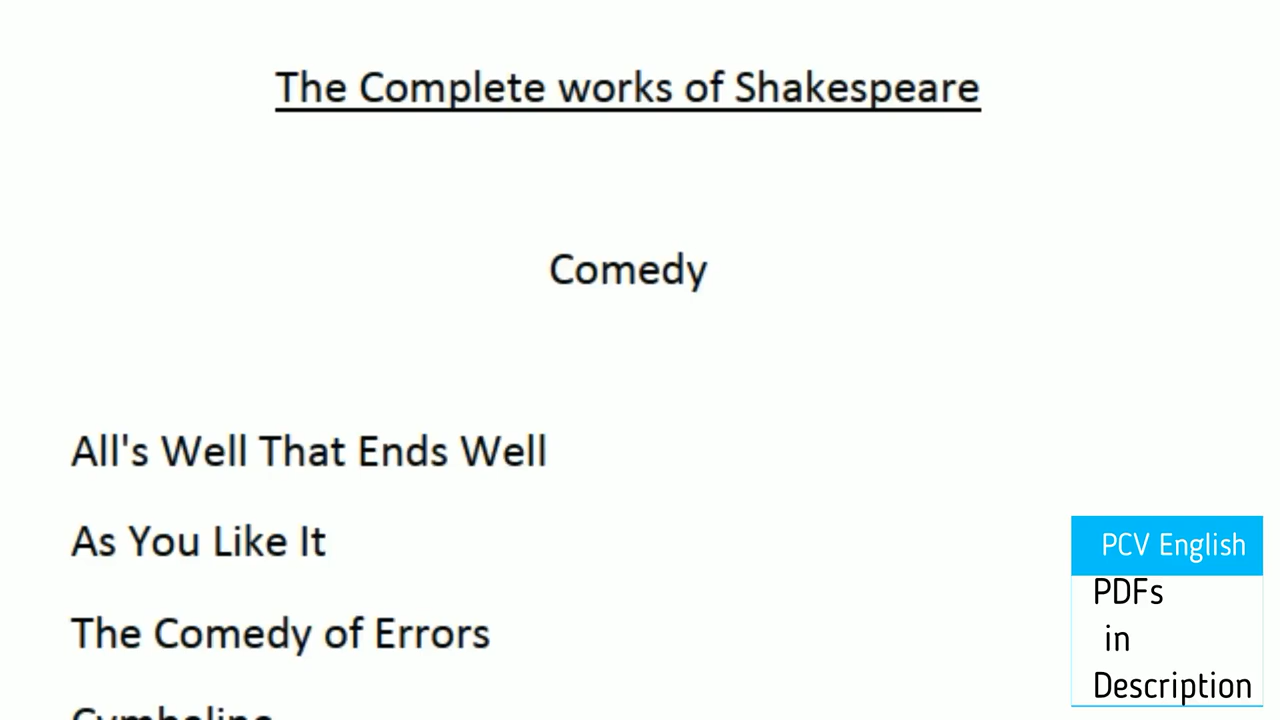 The Complete works of Shakespeare
Comedy
All's Well That Ends Well
As You Like It
The Comedy of Errors
Cymbeline
PCV English
PDFs
in
Description